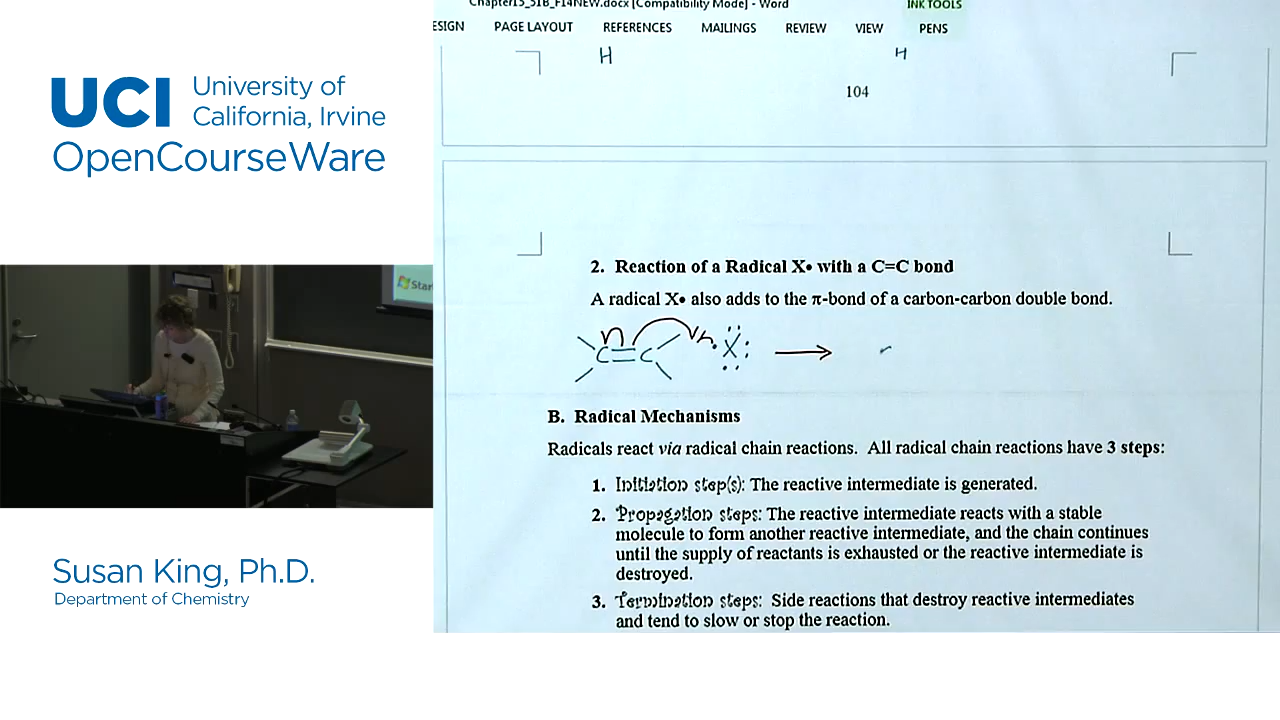 Chapter15_51B_F14NEW.docx [Compatibility Mode] - Word
INK TOOLS
ESIGN PAGE LAYOUT REFERENCES MAILINGS REVIEW VIEW PENS
H H
104
UCI University of
California, Irvine
OpenCourseWare
2. Reaction of a Radical X• with a C=C bond
A radical X• also adds to the π-bond of a carbon-carbon double bond.
C=C ·X: →
Start
B. Radical Mechanisms
Radicals react via radical chain reactions. All radical chain reactions have 3 steps:
1. Initiation step(s): The reactive intermediate is generated.
2. Propagation steps: The reactive intermediate reacts with a stable
molecule to form another reactive intermediate, and the chain continues
until the supply of reactants is exhausted or the reactive intermediate is
destroyed.
3. Termination steps: Side reactions that destroy reactive intermediates
and tend to slow or stop the reaction.
Susan King, Ph.D.
Department of Chemistry